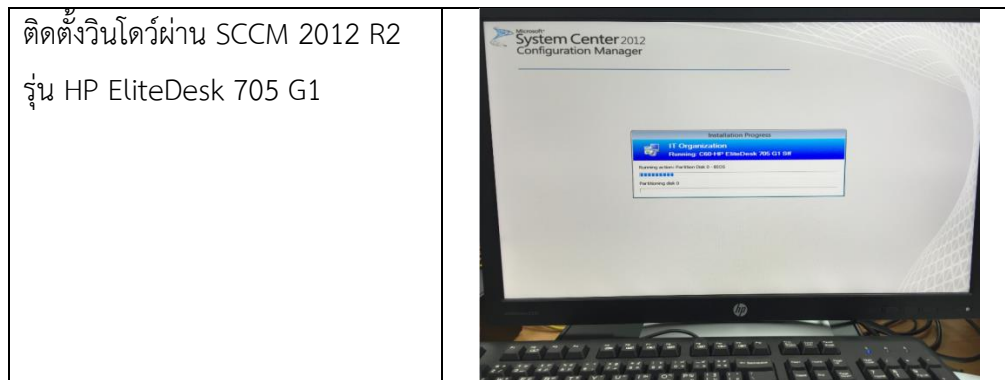 ติดตั้งวินโดว์ผ่าน SCCM 2012 R2
รุ่น HP EliteDesk 705 G1
Microsoft
System Center 2012
Configuration Manager
Installation Progress
IT Organization
Running: C60-HP EliteDesk 705 G1 Sff
Running action: Partition Disk 0 - BIOS
Partitioning disk 0
hp